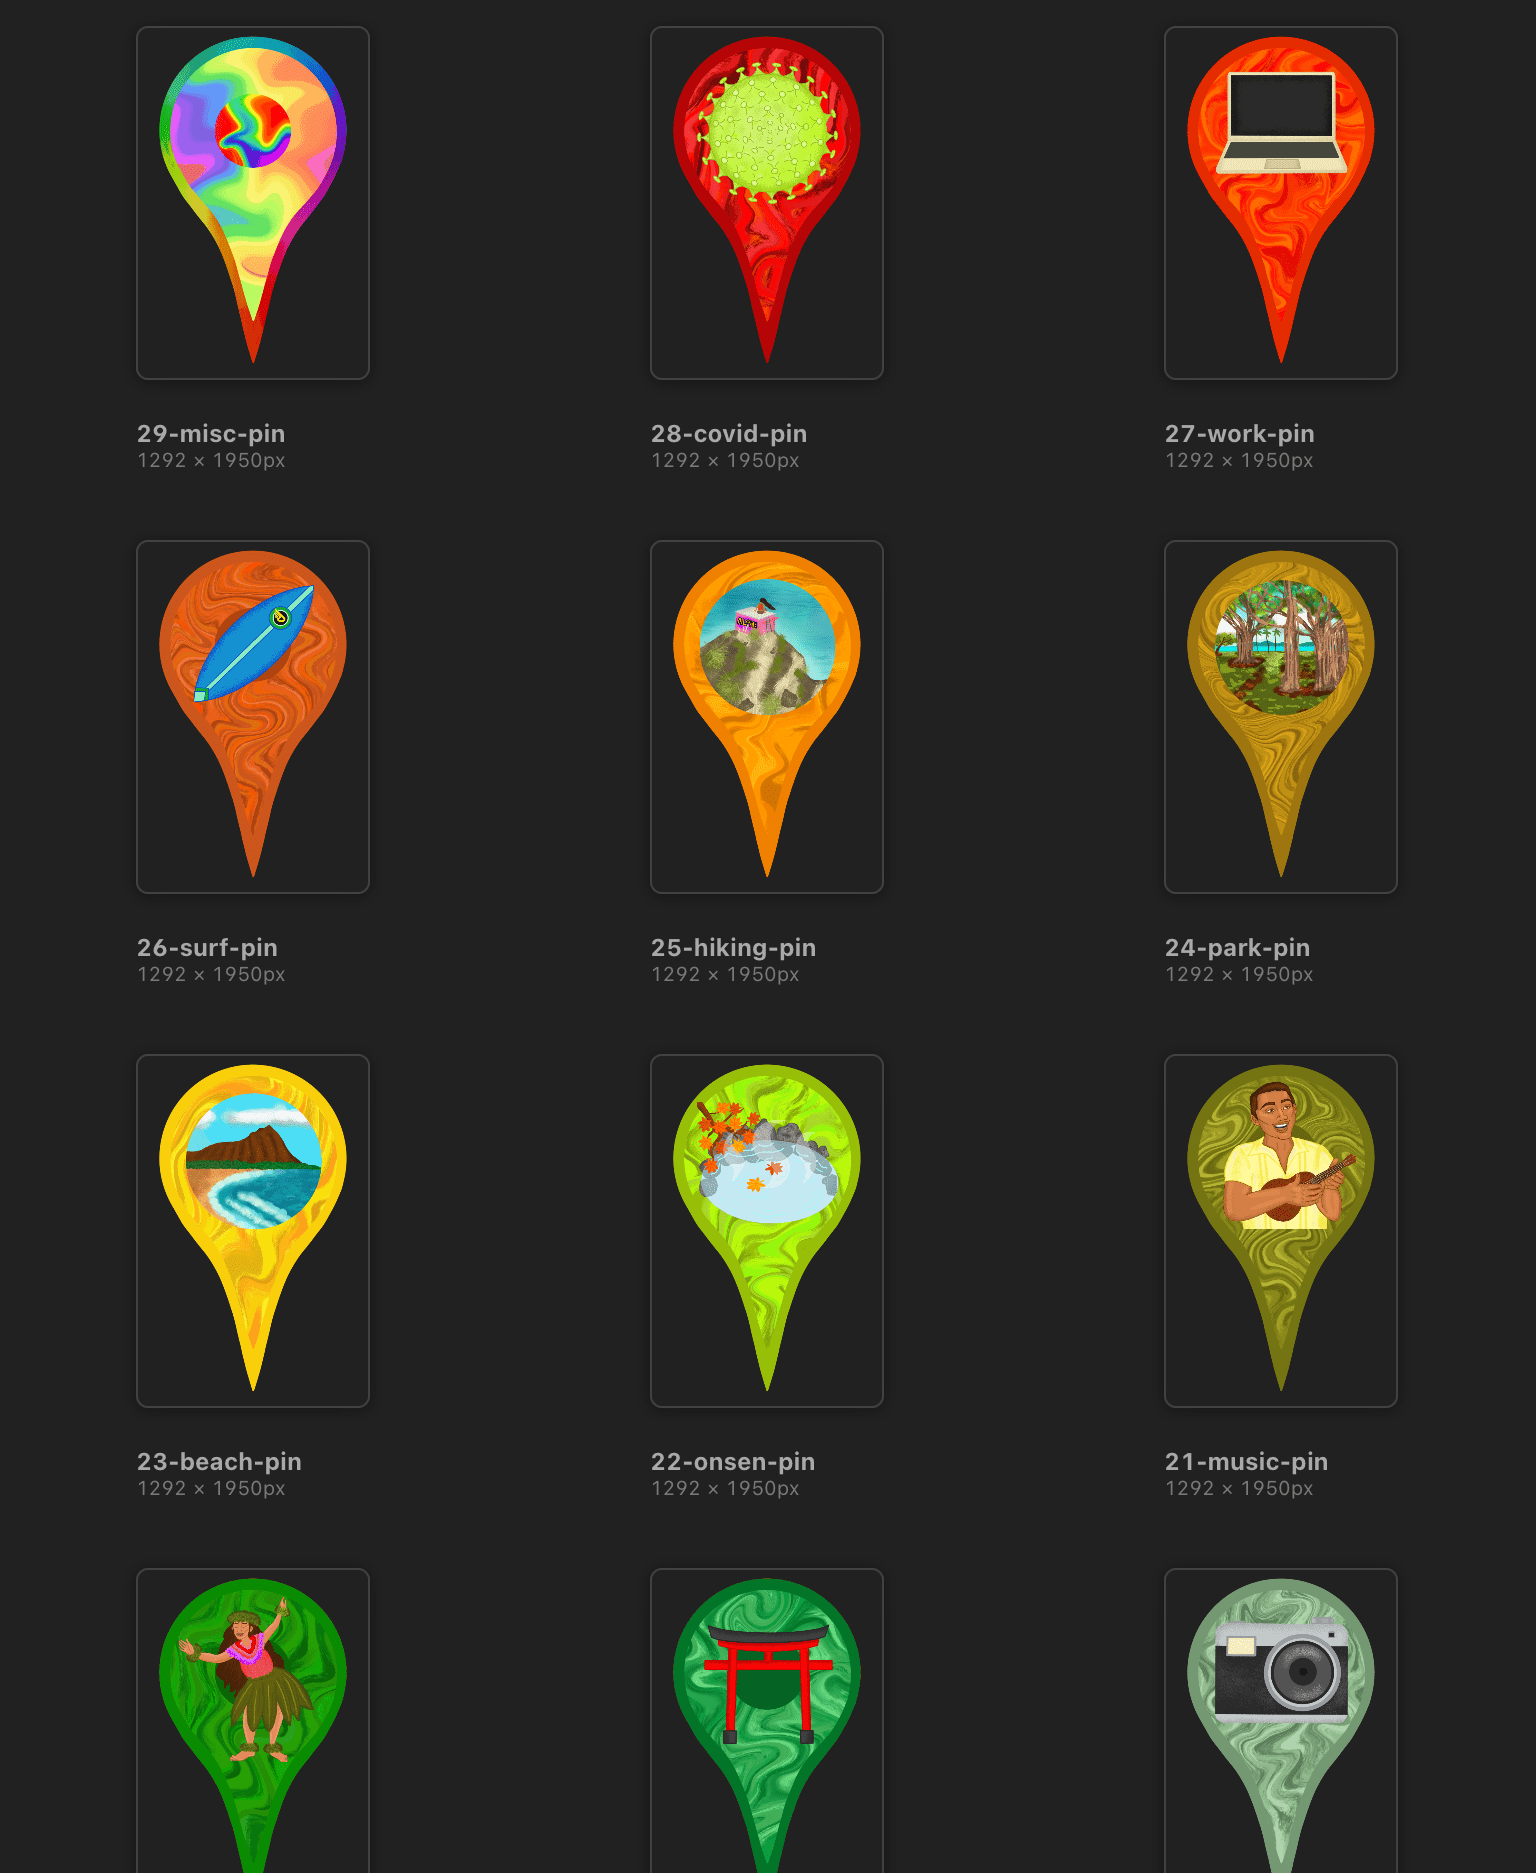 29-misc-pin
1292 × 1950px
28-covid-pin
1292 × 1950px
27-work-pin
1292 × 1950px
26-surf-pin
1292 × 1950px
25-hiking-pin
1292 × 1950px
24-park-pin
1292 × 1950px
23-beach-pin
1292 × 1950px
22-onsen-pin
1292 × 1950px
21-music-pin
1292 × 1950px